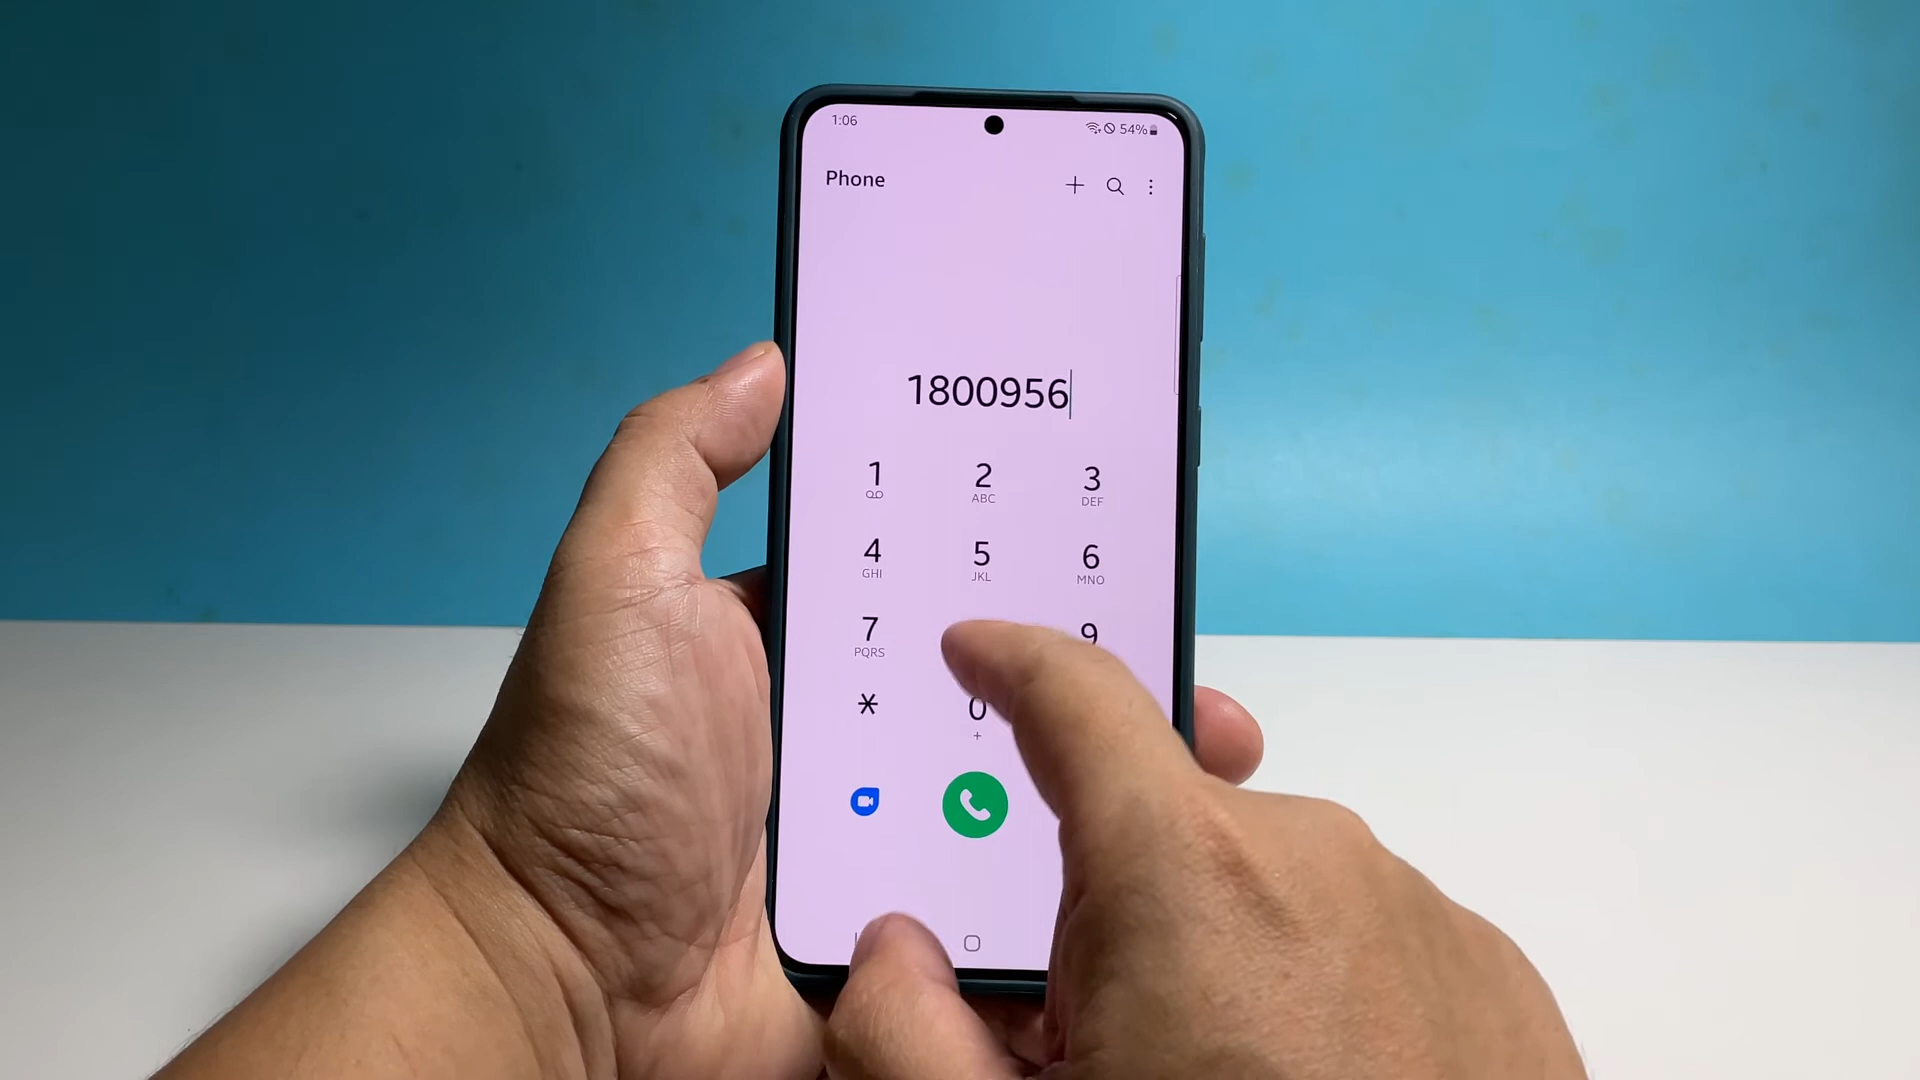 1:06
54%
Phone
1800956
1 2 3
ABC DEF
4 5 6
GHI JKL MNO
7 9
PQRS
* 0
+